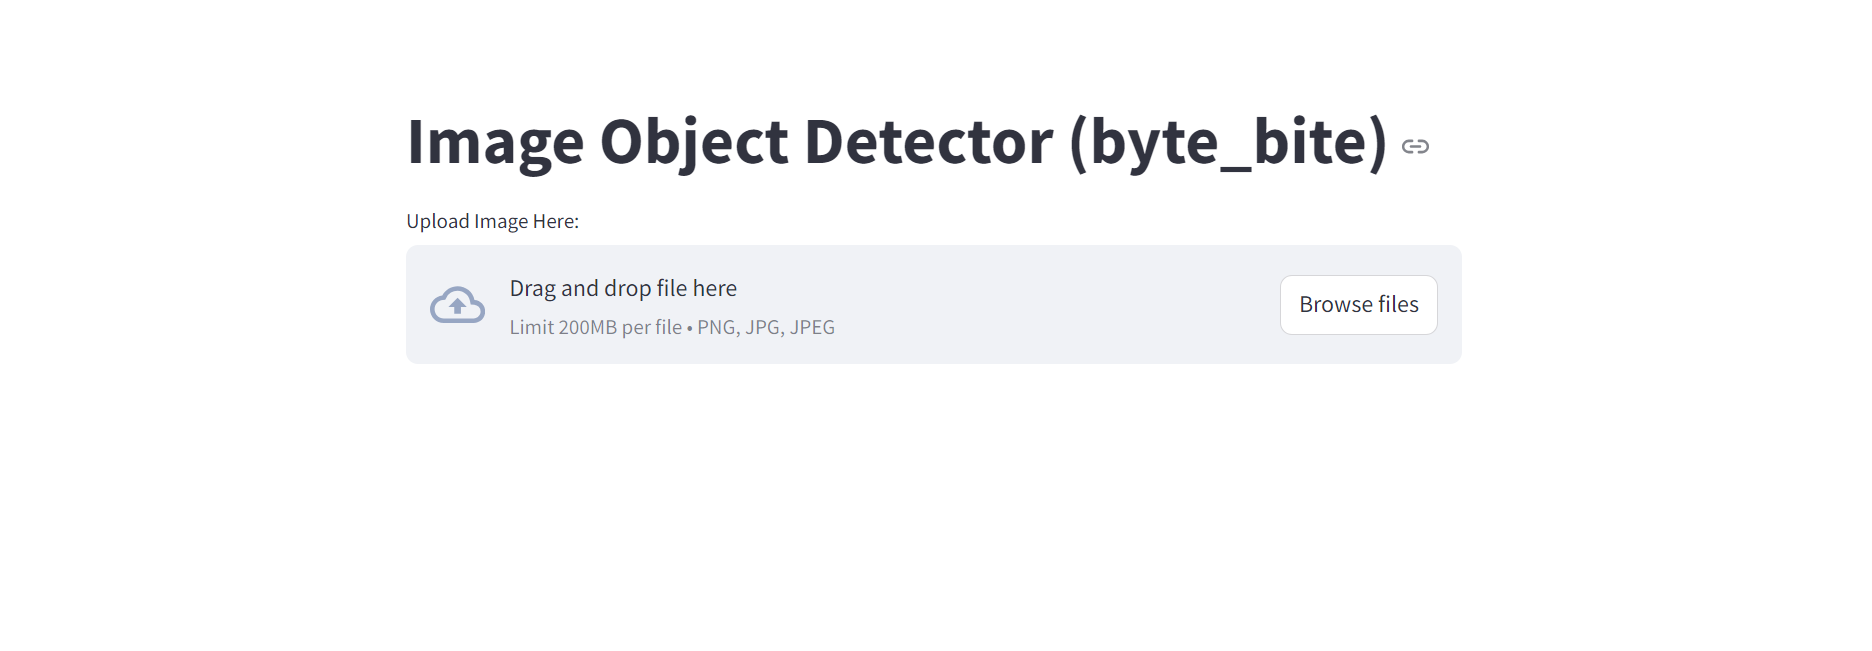 Image Object Detector (byte_bite)
Upload Image Here:
Drag and drop file here
Limit 200MB per file • PNG, JPG, JPEG
Browse files